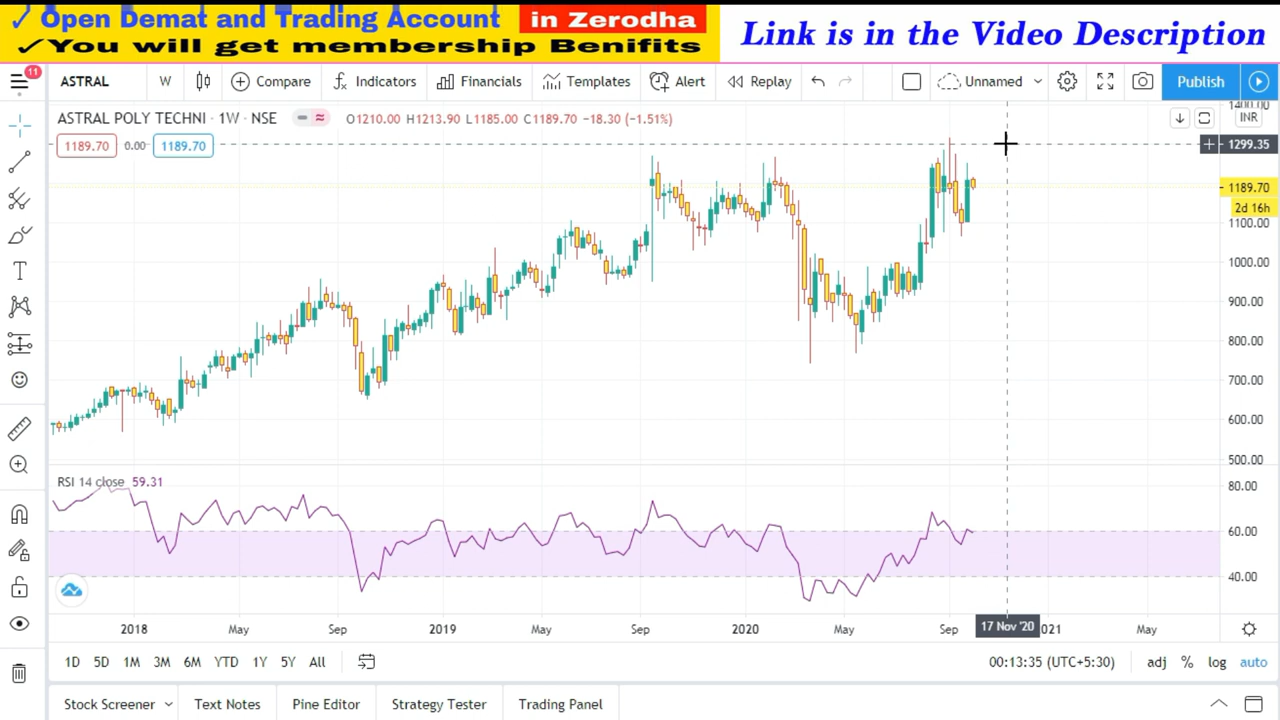 ✓ Open Demat and Trading Account in Zerodha
✓You will get membership Benifits
Link is in the Video Description
11
ASTRAL W Compare Indicators Financials Templates Alert Replay Unnamed Publish
ASTRAL POLY TECHNI · 1W · NSE O1210.00 H1213.90 L1185.00 C1189.70 −18.30 (−1.51%)
1189.70 0.00 1189.70
1400.00
INR
1299.35
1189.70
2d 16h
1100.00
1000.00
900.00
800.00
700.00
600.00
500.00
RSI 14 close 59.31
80.00
60.00
40.00
2018 May Sep 2019 May Sep 2020 May Sep 17 Nov '20 021 May
1D 5D 1M 3M 6M YTD 1Y 5Y All 00:13:35 (UTC+5:30) adj % log auto
Stock Screener Text Notes Pine Editor Strategy Tester Trading Panel